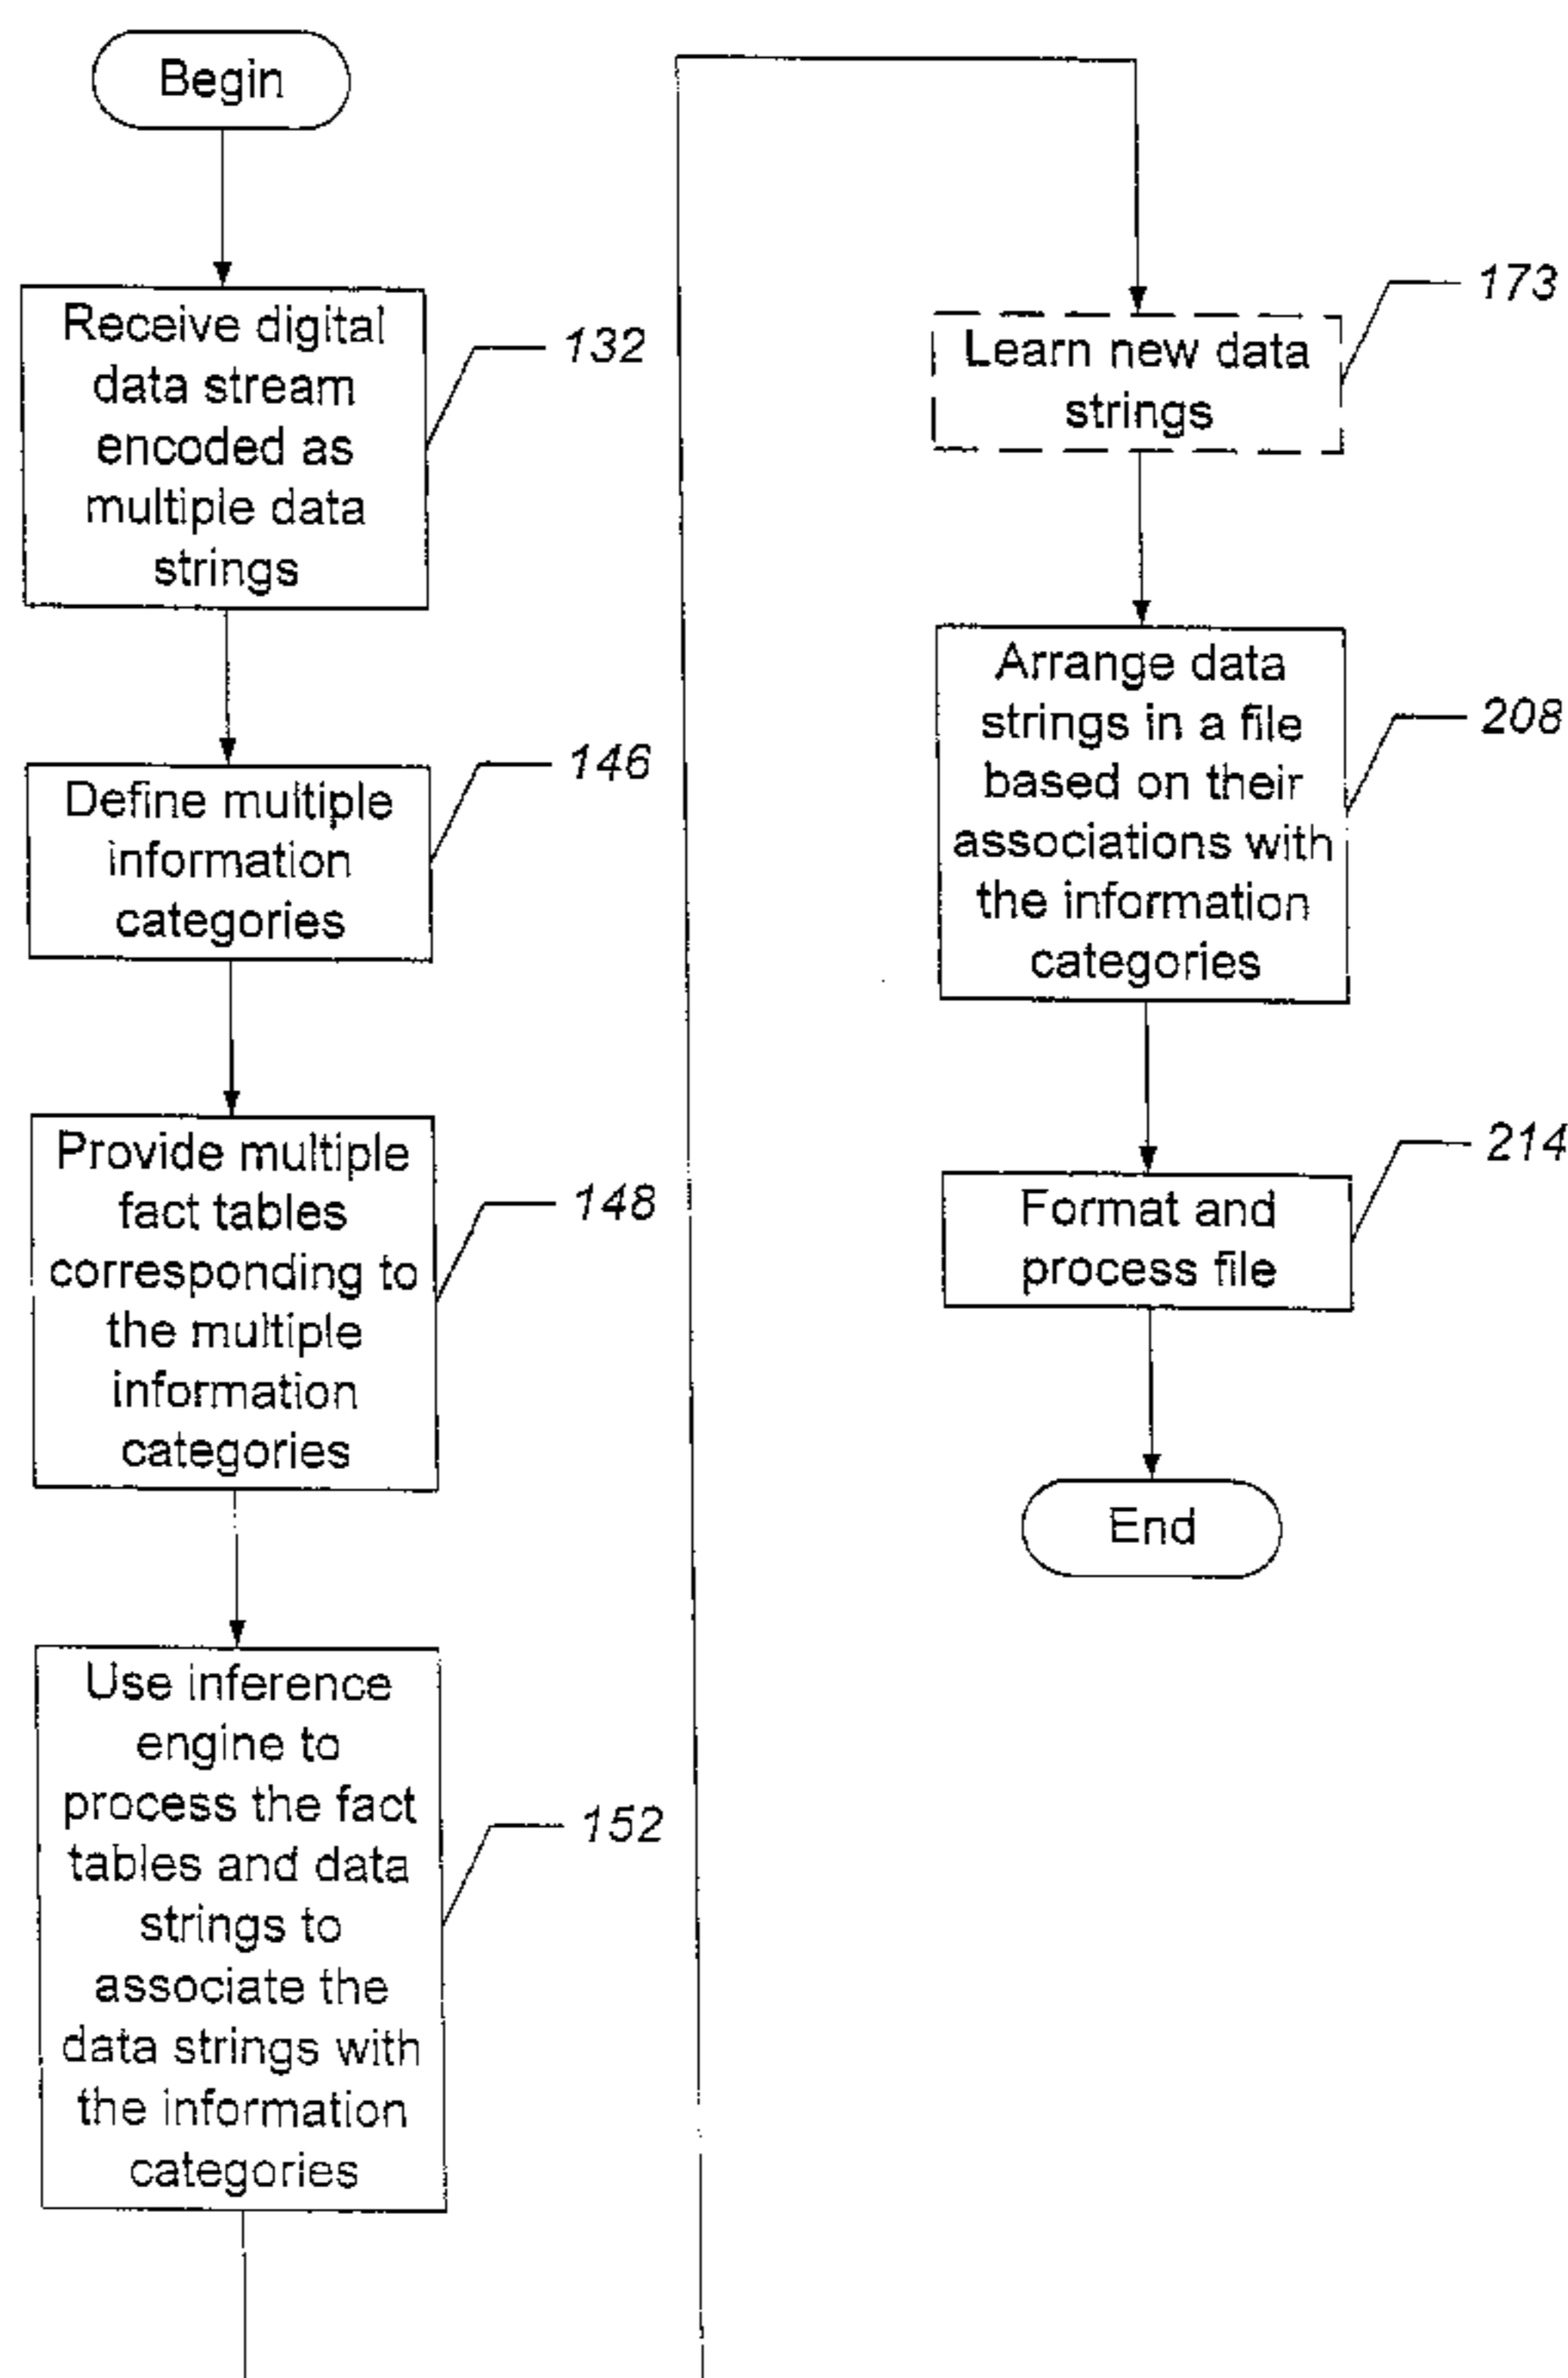 Begin
Receive digital
data stream
encoded as
multiple data
strings
132
Define multiple
information
categories
146
Provide multiple
fact tables
corresponding to
the multiple
information
categories
148
Use inference
engine to
process the fact
tables and data
strings to
associate the
data strings with
the information
categories
152
Learn new data
strings
173
Arrange data
strings in a file
based on their
associations with
the information
categories
208
Format and
process file
214
End